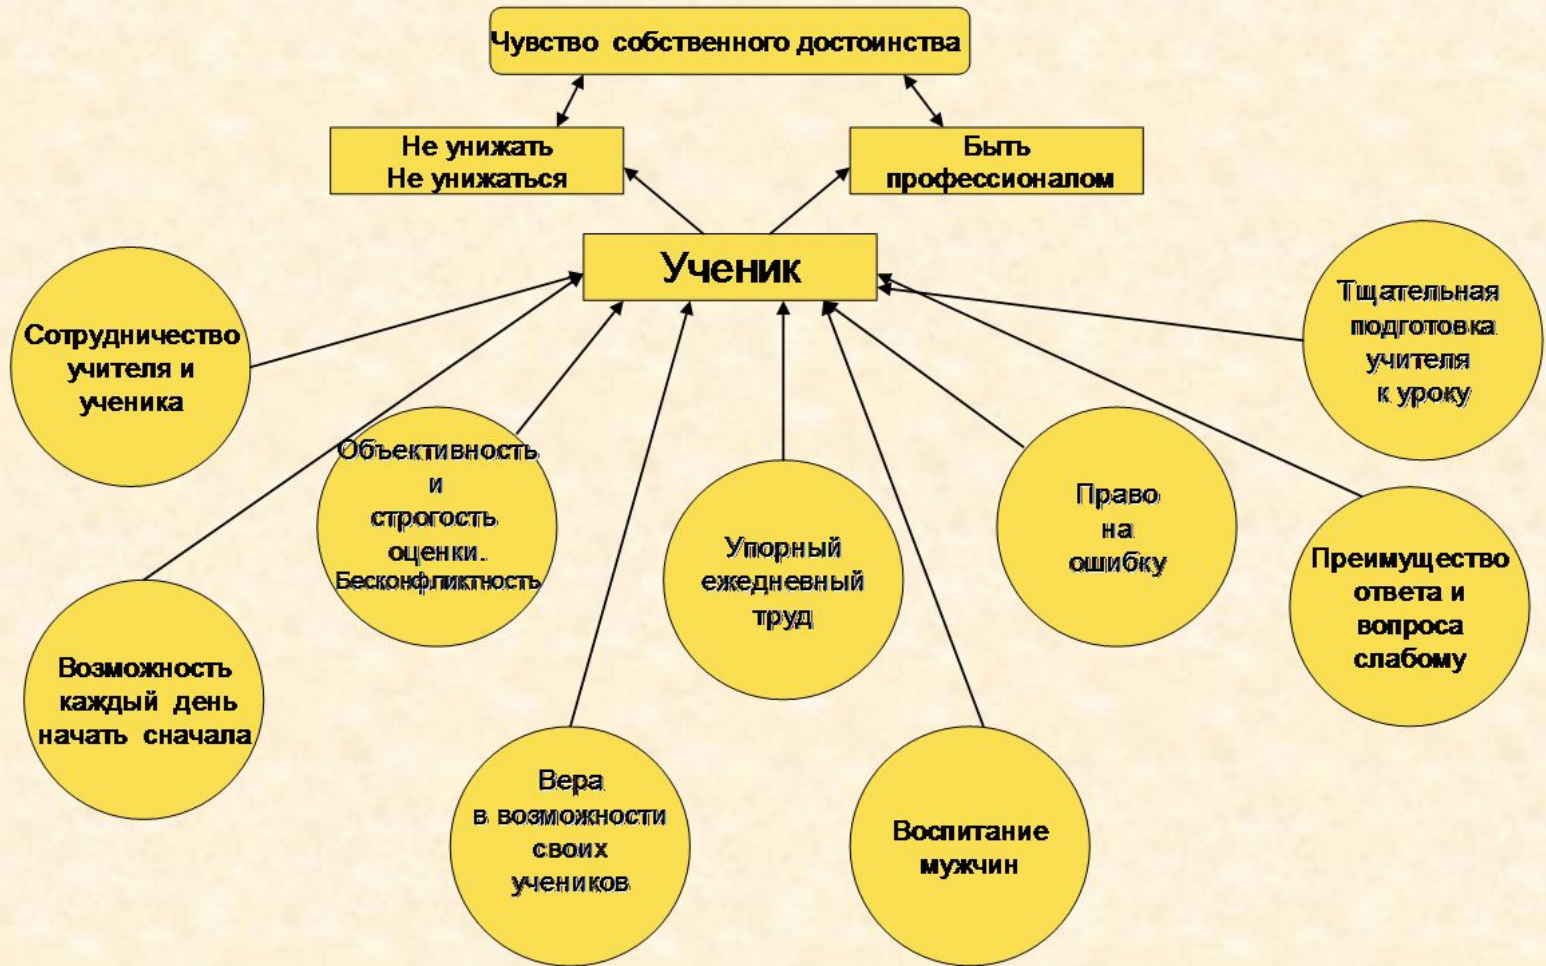 Чувство собственного достоинства
Не унижать
Не унижаться
Быть
профессионалом
Ученик
Сотрудничество
учителя и
ученика
Тщательная
подготовка
учителя
к уроку
Объективность
и
строгость
оценки.
Бесконфликтность
Право
на
ошибку
Упорный
ежедневный
труд
Преимущество
ответа и
вопроса
слабому
Возможность
каждый день
начать сначала
Вера
в возможности
своих
учеников
Воспитание
мужчин